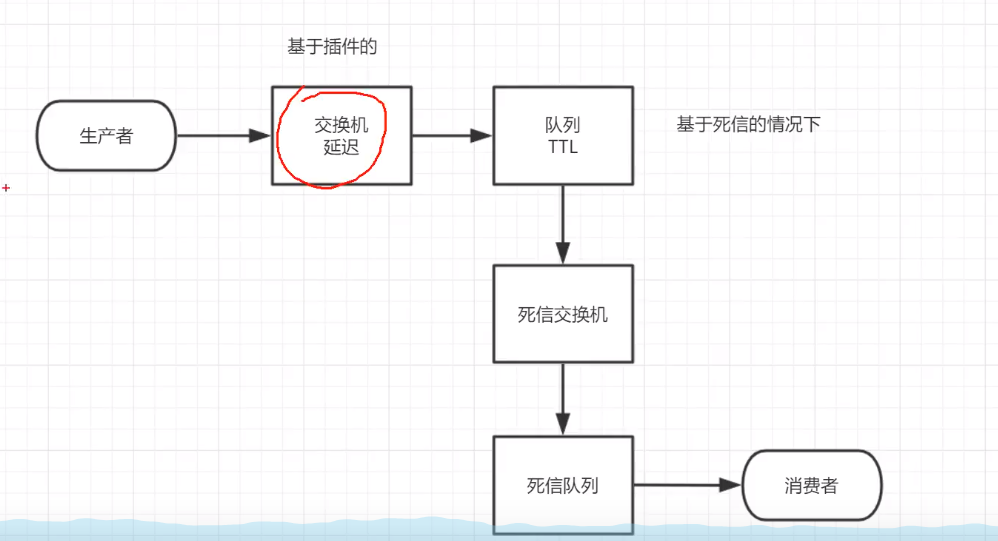 基于插件的
生产者
交换机
延迟
队列
TTL
基于死信的情况下
死信交换机
死信队列
消费者